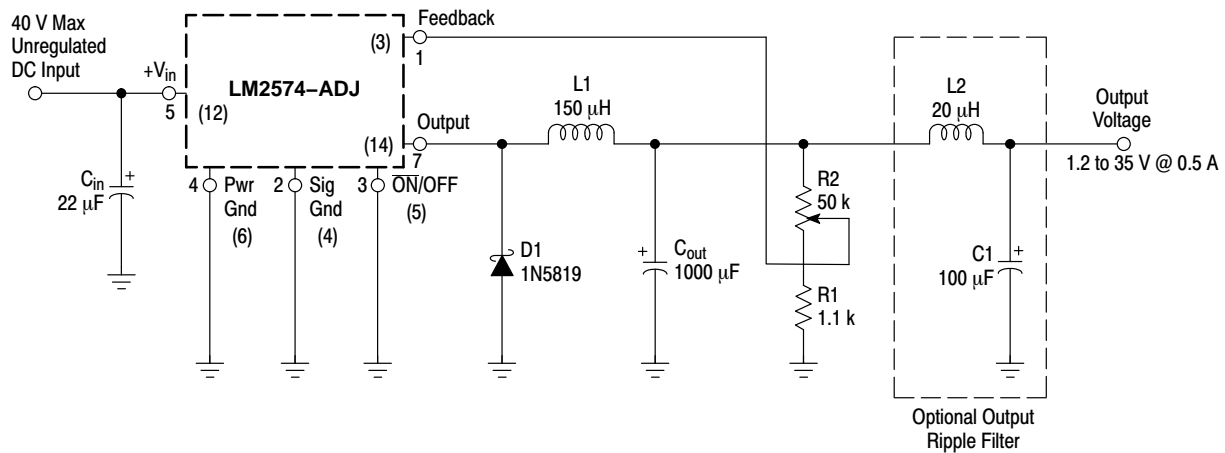 40 V Max
Unregulated
DC Input
+Vin
5
(12)
LM2574–ADJ
Feedback
(3)
1
Output
(14)
7
4
Pwr
Gnd
(6)
2
Sig
Gnd
(4)
3
ON/OFF
(5)
Cin
22 μF
+
L1
150 μH
D1
1N5819
+
Cout
1000 μF
R2
50 k
R1
1.1 k
L2
20 μH
C1
100 μF
+
Output
Voltage
1.2 to 35 V @ 0.5 A
Optional Output
Ripple Filter